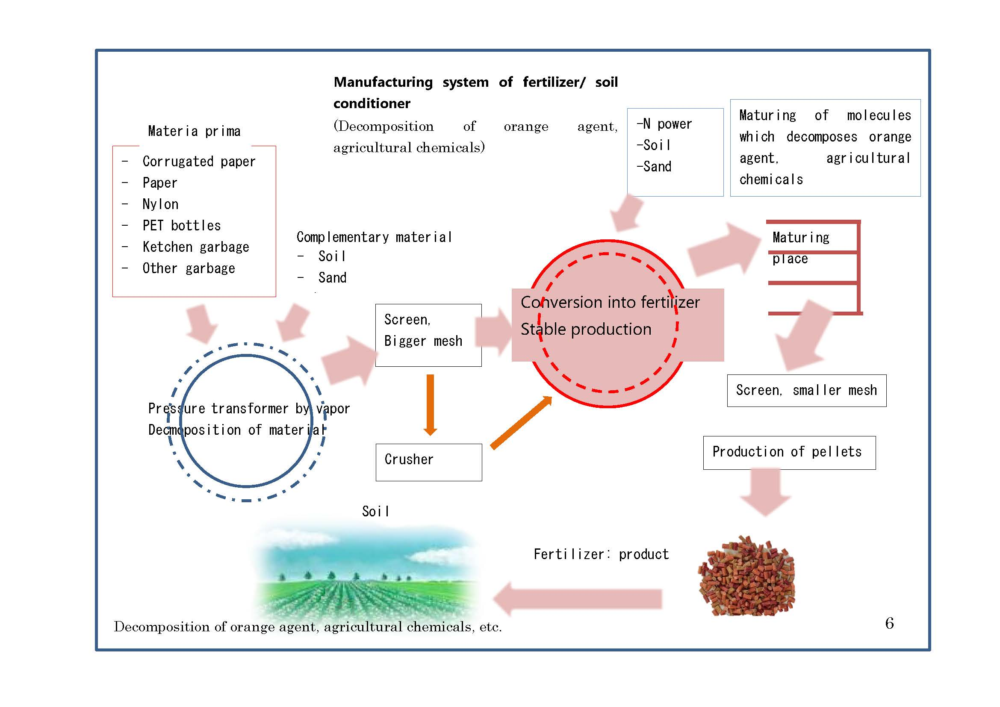 Manufacturing system of fertilizer/ soil
conditioner
(Decomposition of orange agent,
agricultural chemicals)
Materia prima
- Corrugated paper
- Paper
- Nylon
- PET bottles
- Ketchen garbage
- Other garbage
Complementary material
- Soil
- Sand
-N power
-Soil
-Sand
Maturing of molecules
which decomposes orange
agent, agricultural
chemicals
Pressure transformer by vapor
Decmoposition of material
Screen,
Bigger mesh
Crusher
Conversion into fertilizer
Stable production
Maturing
place
Screen, smaller mesh
Production of pellets
Soil
Fertilizer: product
Decomposition of orange agent, agricultural chemicals, etc.
6